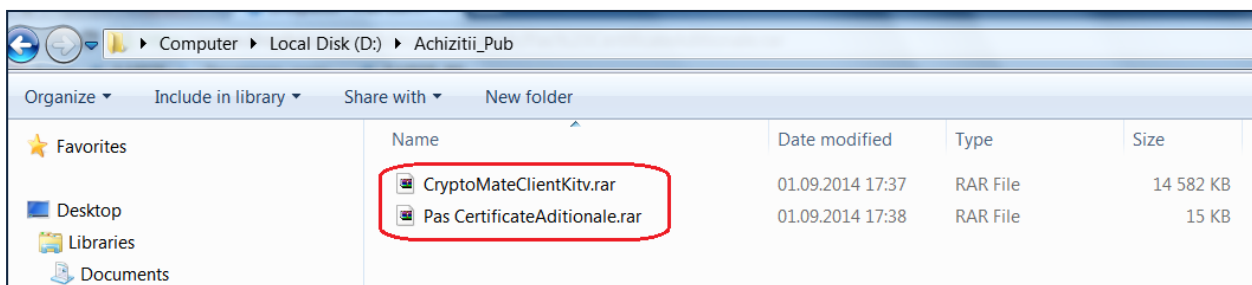 Computer Local Disk (D:) Achizitii_Pub
Organize Include in library Share with New folder
Favorites
Desktop
Libraries
Documents
Name Date modified Type Size
CryptoMateClientKitv.rar 01.09.2014 17:37 RAR File 14 582 KB
Pas CertificateAditionale.rar 01.09.2014 17:38 RAR File 15 KB